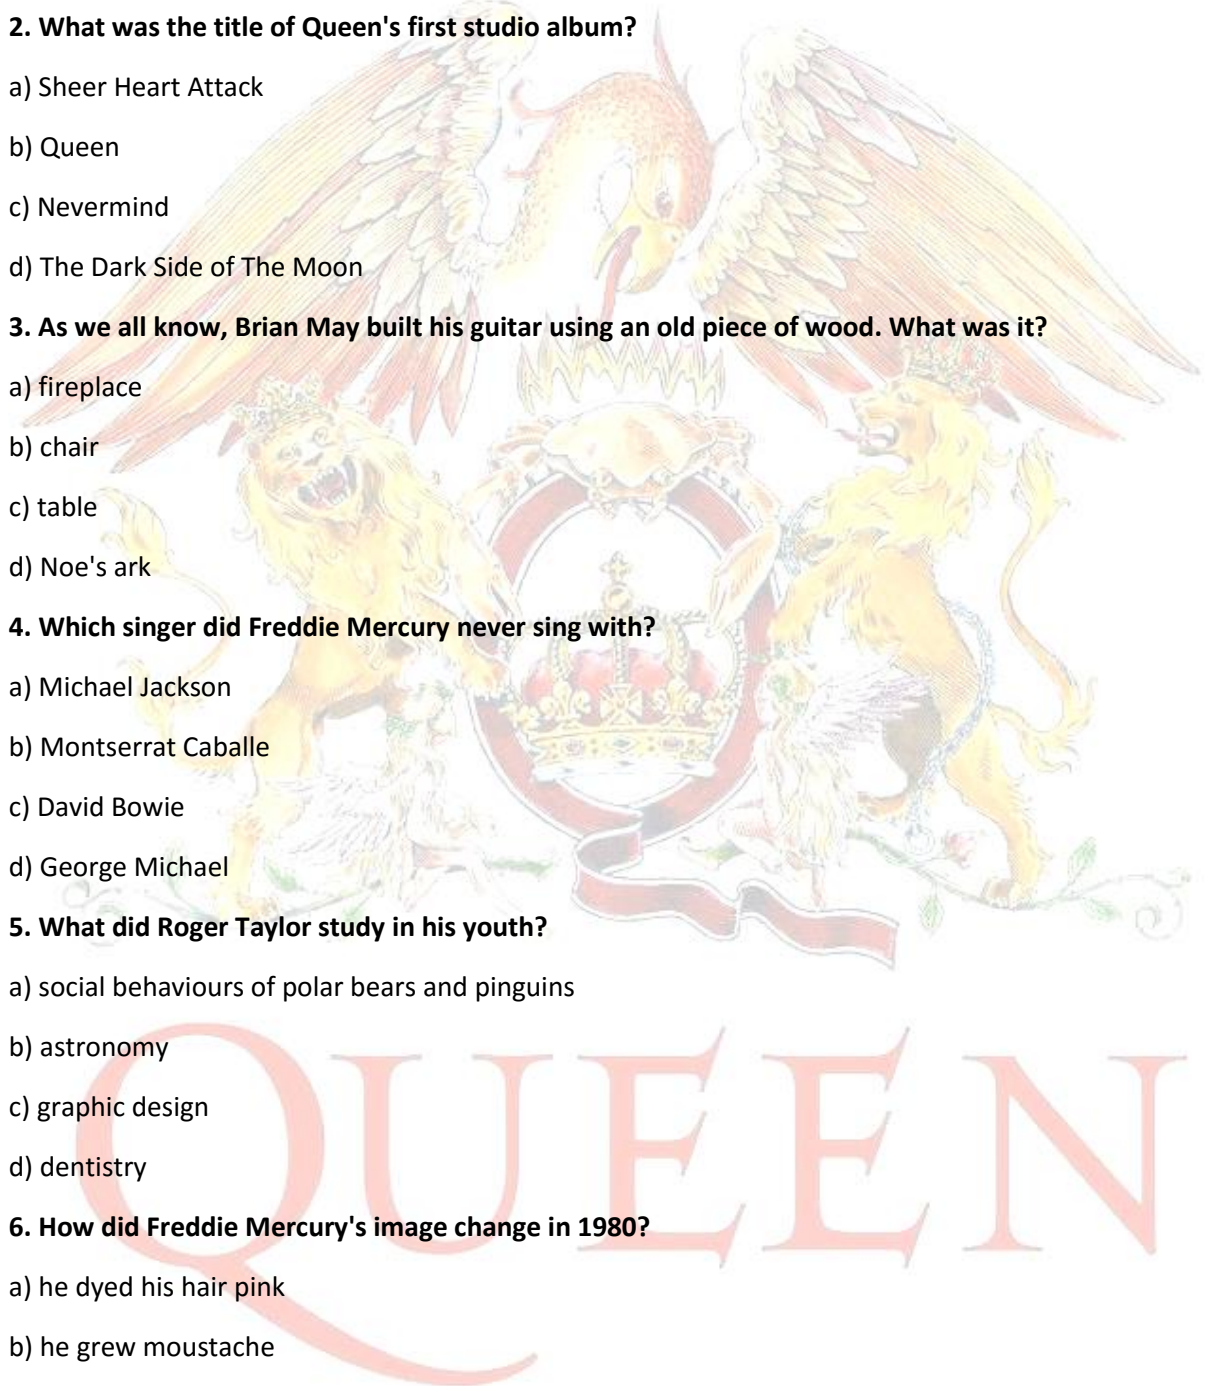 2. What was the title of Queen's first studio album?
a) Sheer Heart Attack
b) Queen
c) Nevermind
d) The Dark Side of The Moon
3. As we all know, Brian May built his guitar using an old piece of wood. What was it?
a) fireplace
b) chair
c) table
d) Noe's ark
4. Which singer did Freddie Mercury never sing with?
a) Michael Jackson
b) Montserrat Caballe
c) David Bowie
d) George Michael
5. What did Roger Taylor study in his youth?
a) social behaviours of polar bears and pinguins
b) astronomy
c) graphic design
d) dentistry
6. How did Freddie Mercury's image change in 1980?
a) he dyed his hair pink
b) he grew moustache
QUEEN